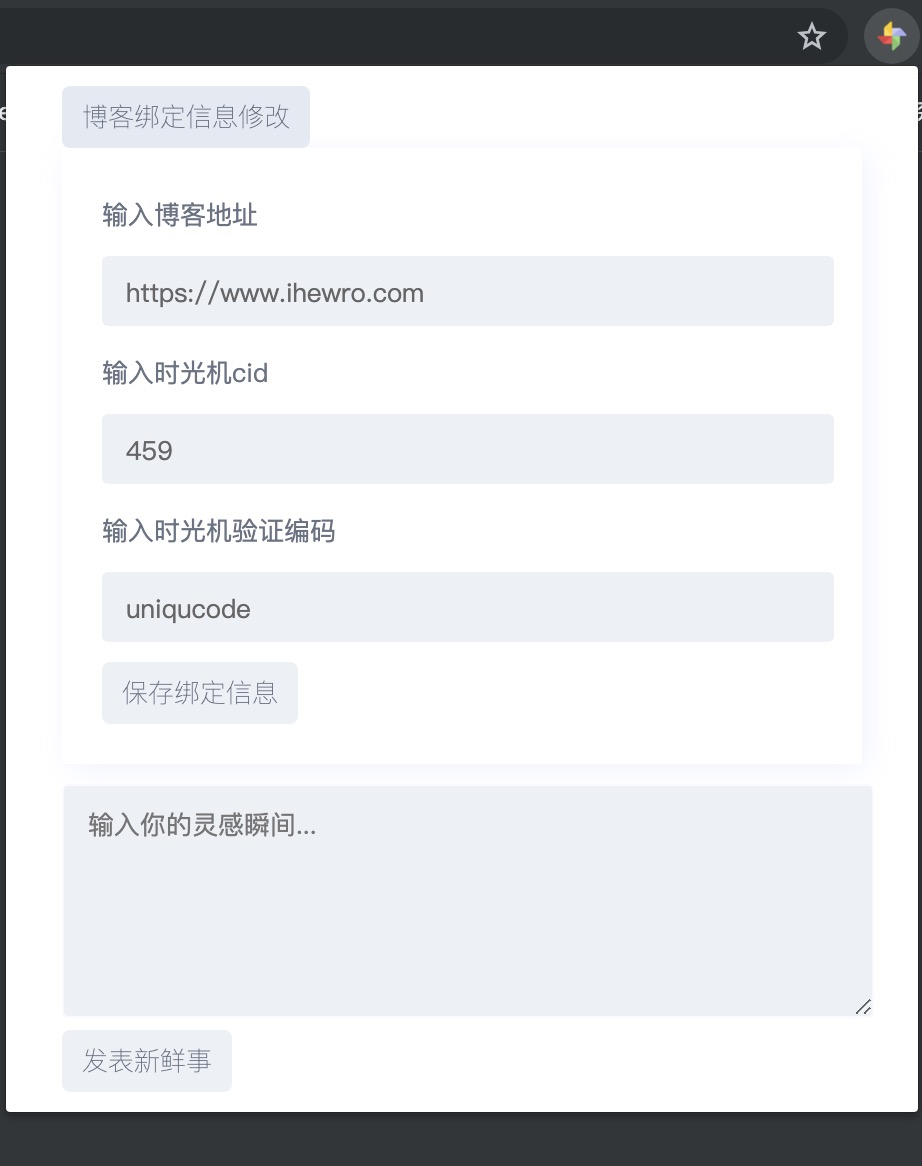 博客绑定信息修改
输入博客地址
https://www.ihewro.com
输入时光机cid
459
输入时光机验证编码
uniqucode
保存绑定信息
输入你的灵感瞬间...
发表新鲜事